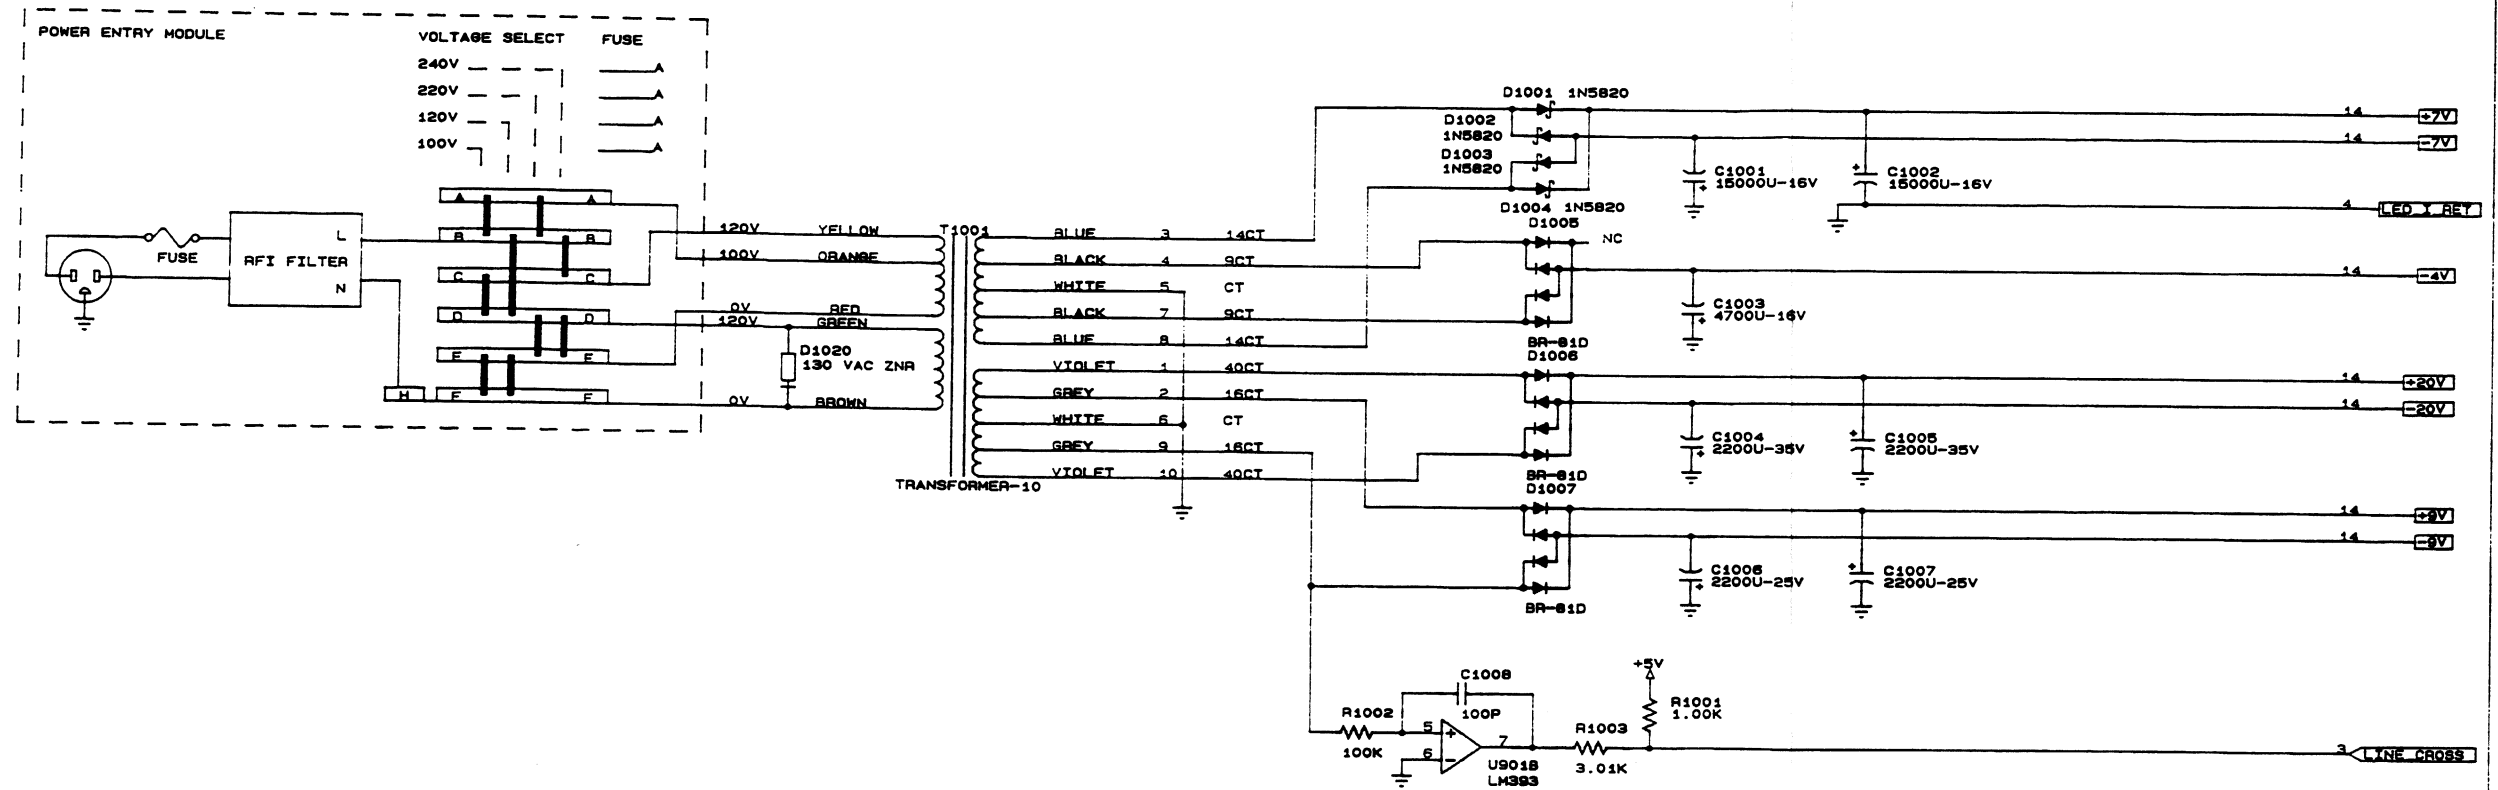 POWER ENTRY MODULE
VOLTAGE SELECT FUSE
240V A
220V A
120V A
100V A
A A
B B
C C
D D
E E
H F F
FUSE
RFI FILTER
L
N
120V YELLOW
100V ORANGE
0V RED
120V GREEN
D1020
130 VAC ZNR
0V BROWN
T1001
TRANSFORMER-10
BLUE 3 14CT
BLACK 4 9CT
WHITE 5 CT
BLACK 7 9CT
BLUE 8 14CT
VIOLET 1 40CT
GREY 2 16CT
WHITE 6 CT
GREY 9 16CT
VIOLET 10 40CT
D1001 1N5820
D1002
1N5820
D1003
1N5820
D1004 1N5820
D1005
NC
BR-81D
D1006
BR-81D
D1007
BR-81D
+
C1001
15000U-16V
+
C1002
15000U-16V
+
C1003
4700U-16V
+
C1004
2200U-35V
+
C1005
2200U-35V
+
C1006
2200U-25V
+
C1007
2200U-25V
14 +7V
14 -7V
4 LED_I_RET
14 -4V
14 +20V
14 -20V
14 +9V
14 -9V
R1002
100K
C1008
100P
5 +
6 -
7
U901B
LM393
R1003
3.01K
+5V
R1001
1.00K
3 LINE_CROSS